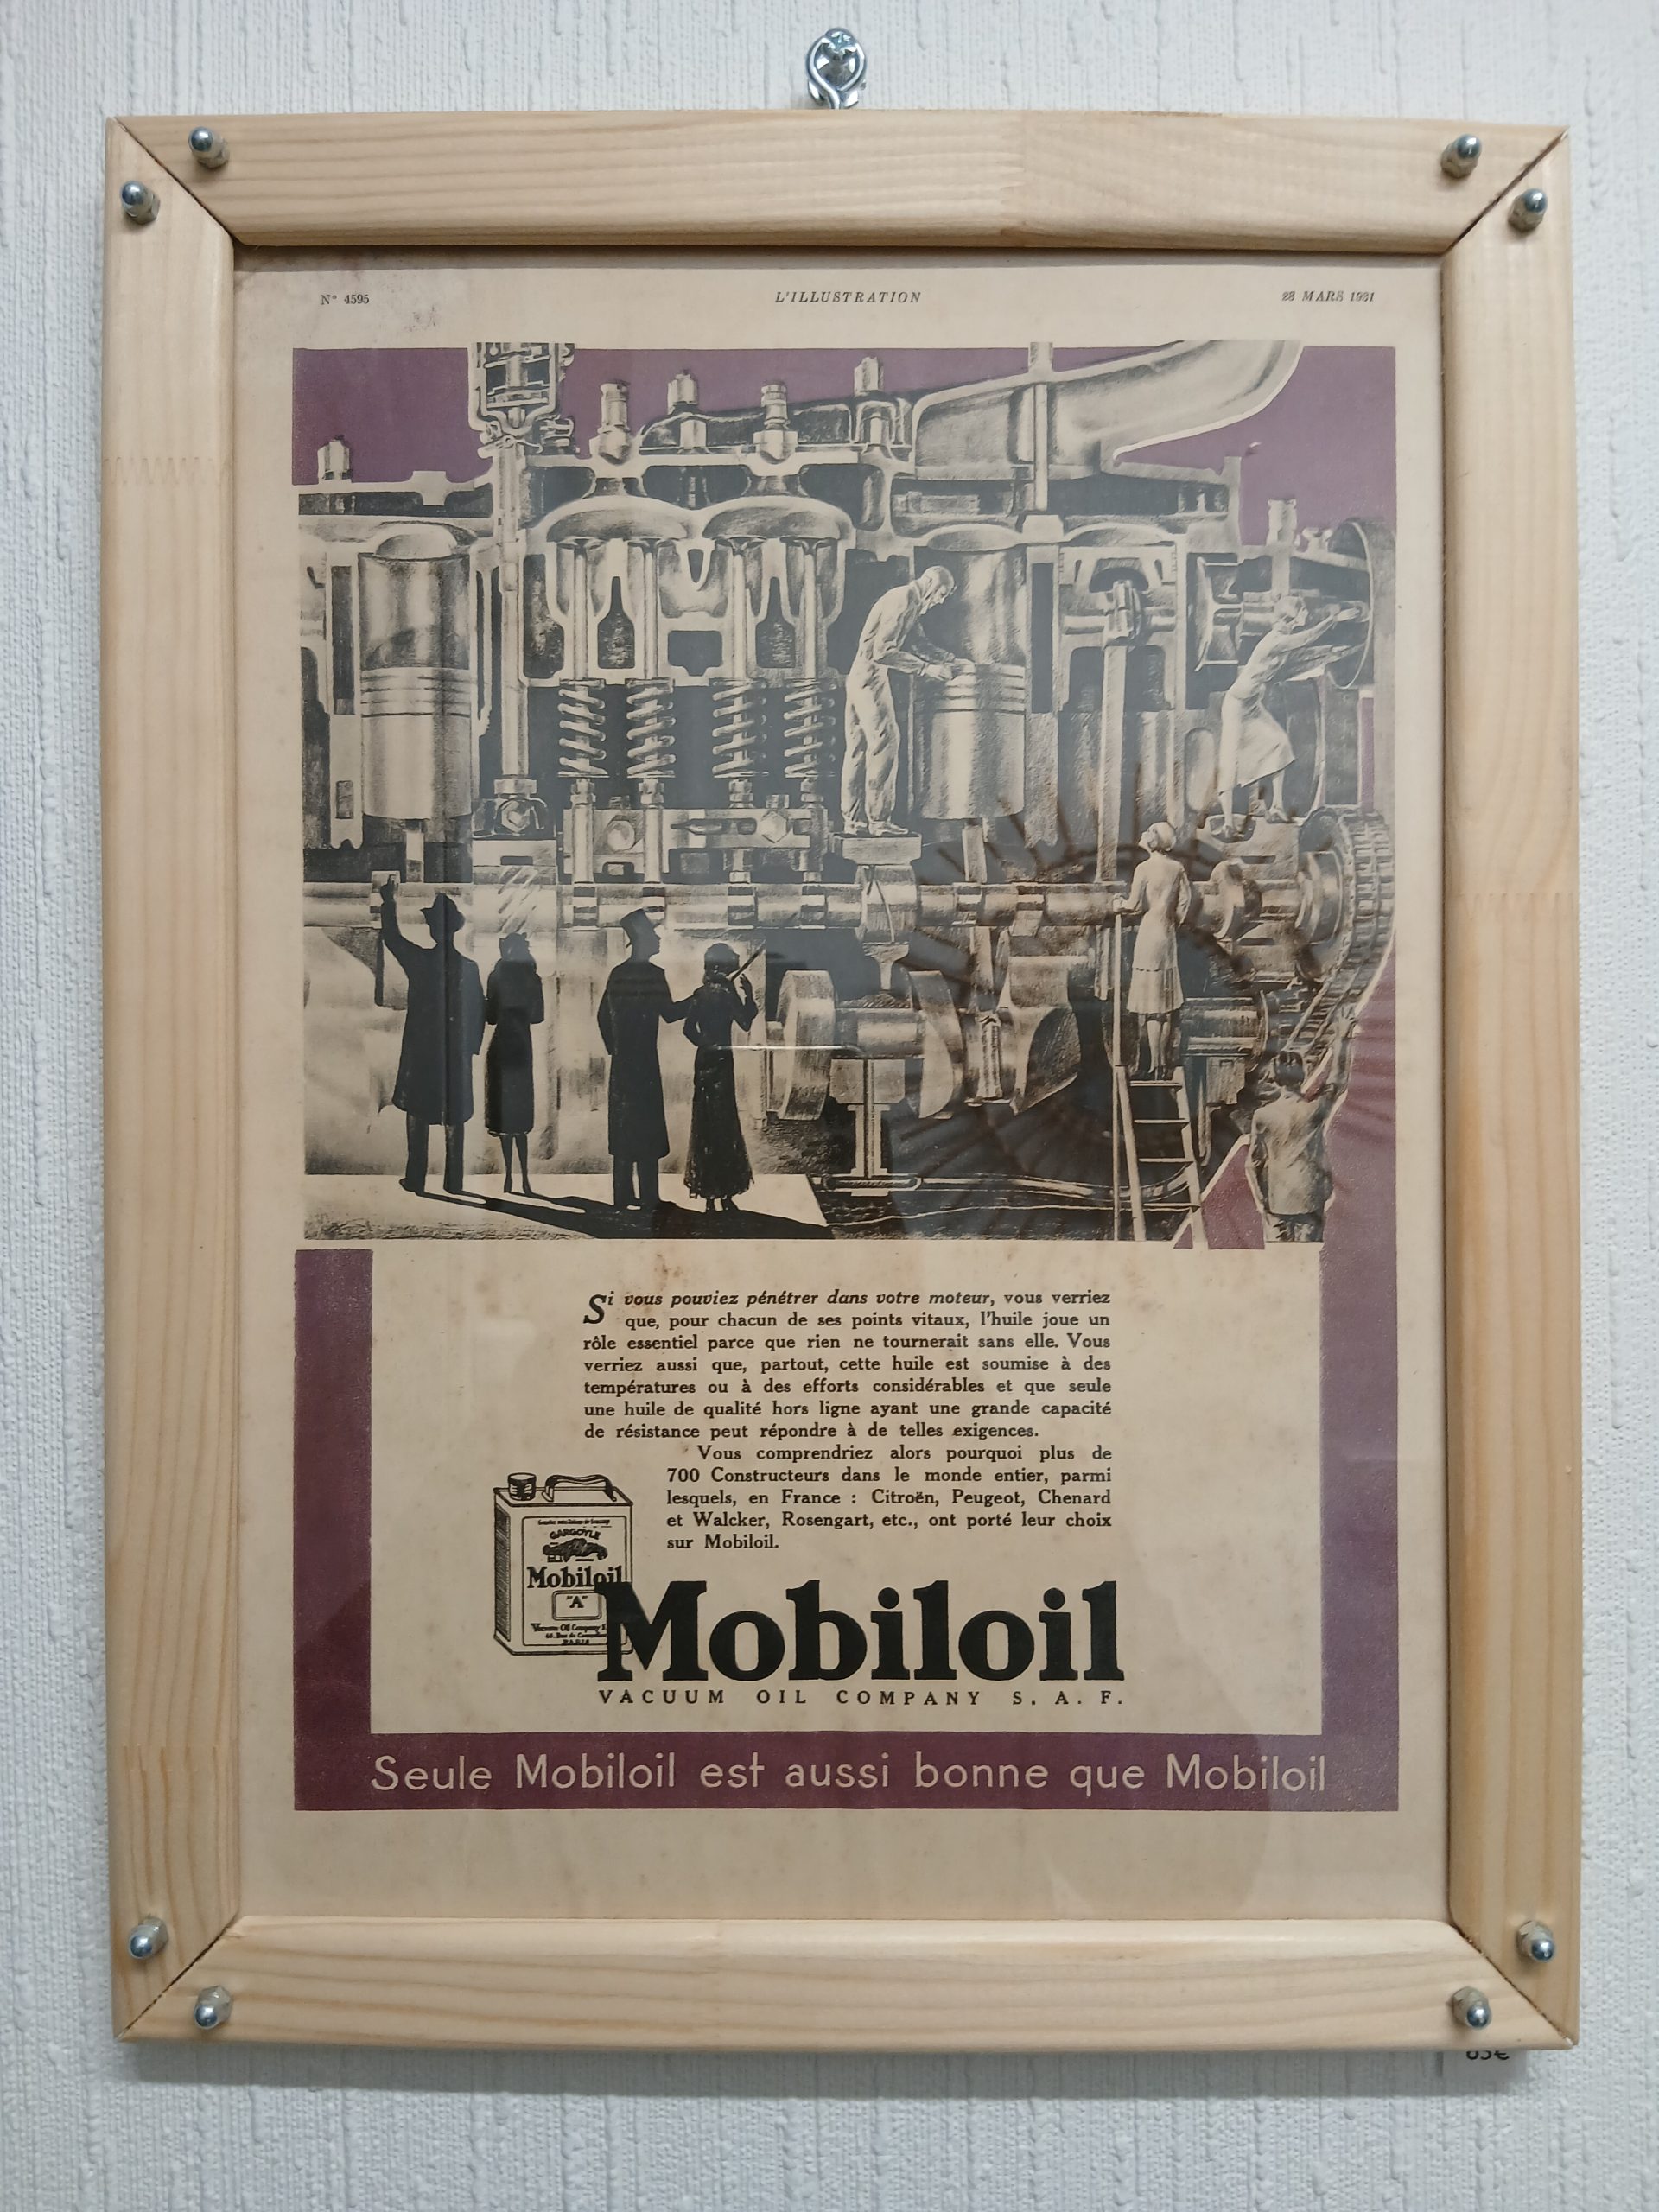 N° 4595
L'ILLUSTRATION
28 MARS 1931
Si vous pouviez pénétrer dans votre moteur, vous verriez
que, pour chacun de ses points vitaux, l'huile joue un
rôle essentiel parce que rien ne tournerait sans elle. Vous
verriez aussi que, partout, cette huile est soumise à des
températures ou à des efforts considérables et que seule
une huile de qualité hors ligne ayant une grande capacité
de résistance peut répondre à de telles exigences.
Vous comprendriez alors pourquoi plus de
700 Constructeurs dans le monde entier, parmi
lesquels, en France : Citroën, Peugeot, Chenard
et Walcker, Rosengart, etc., ont porté leur choix
sur Mobiloil.
GARGOYLE
Mobiloil
"A"
Vacuum Oil Company
PARIS
Mobiloil
VACUUM OIL COMPANY S. A. F.
Seule Mobiloil est aussi bonne que Mobiloil